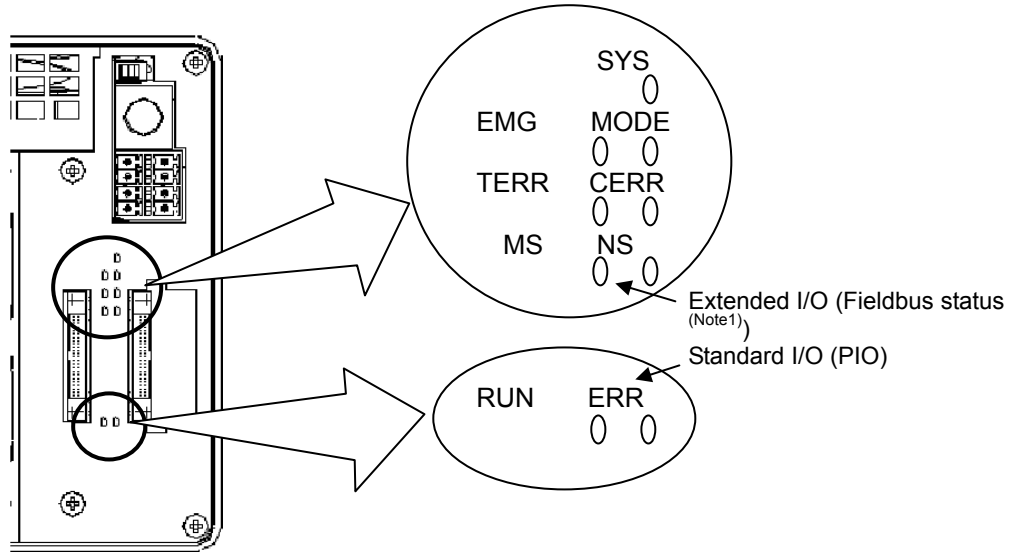 SYS
EMG MODE
TERR CERR
MS NS
Extended I/O (Fieldbus status
(Note1))
Standard I/O (PIO)
RUN ERR